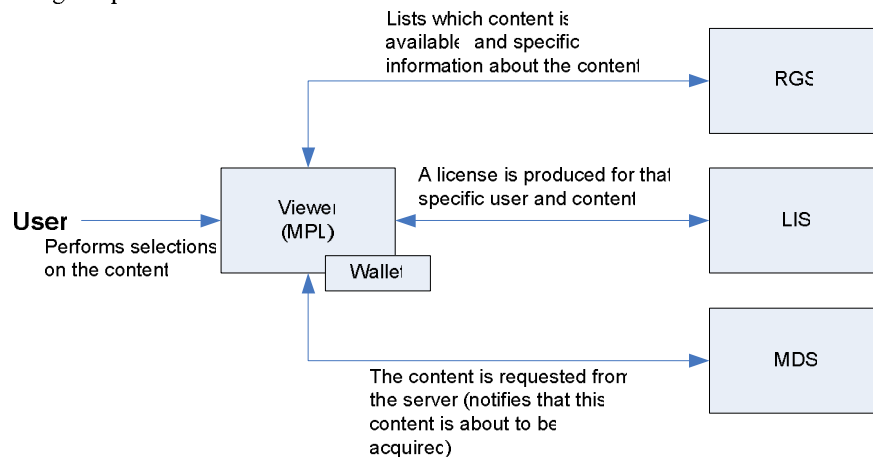 Lists which content is
available and specific
information about the content
RGS
A license is produced for that
specific user and content
User
Viewer
(MPL)
LIS
Performs selections
on the content
Wallet
The content is requested from
the server (notifies that this
content is about to be
acquired)
MDS